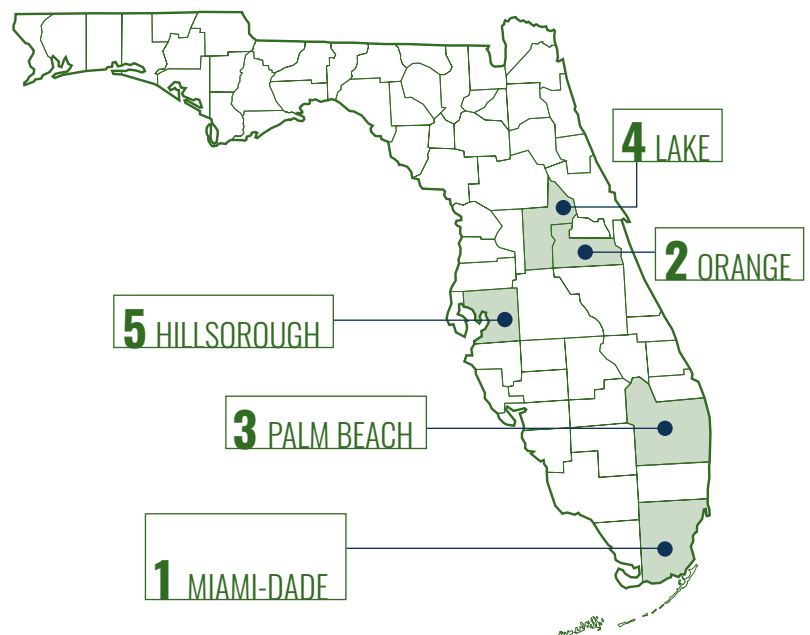 4 LAKE
2 ORANGE
5 HILLSOROUGH
3 PALM BEACH
1 MIAMI-DADE